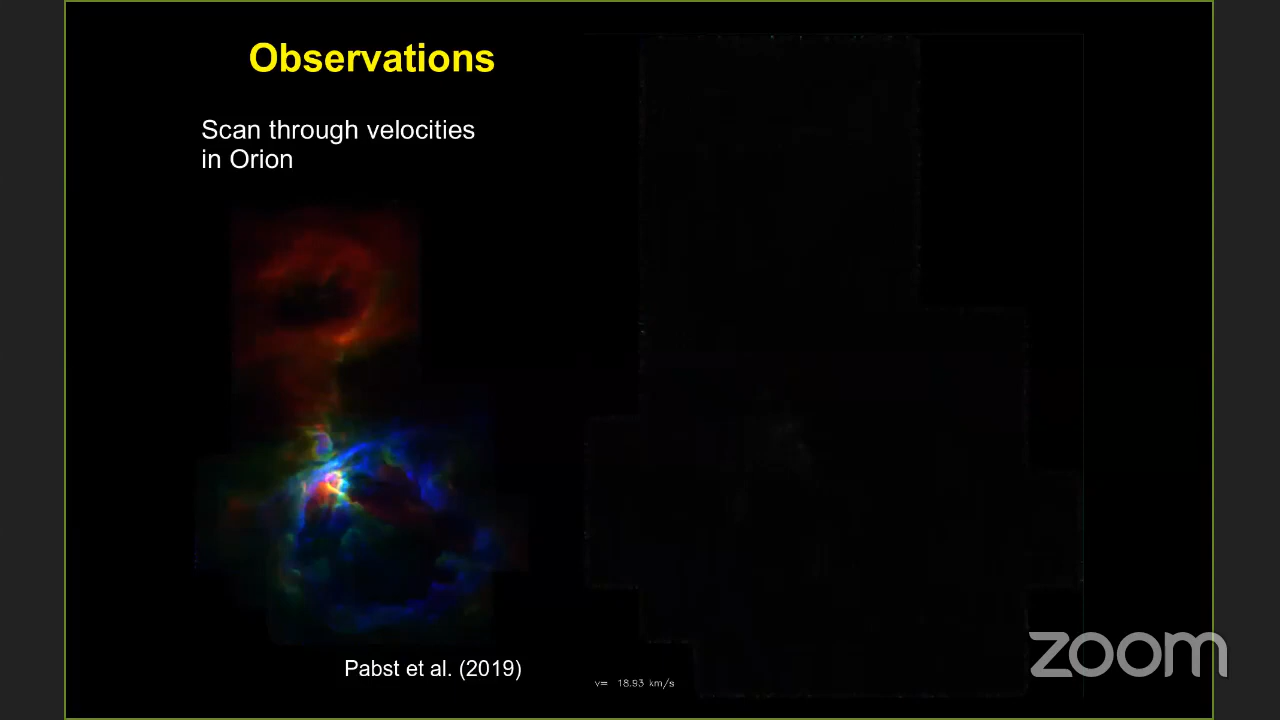 Observations
Scan through velocities
in Orion
Pabst et al. (2019)
v= 18.93 km/s
zoom